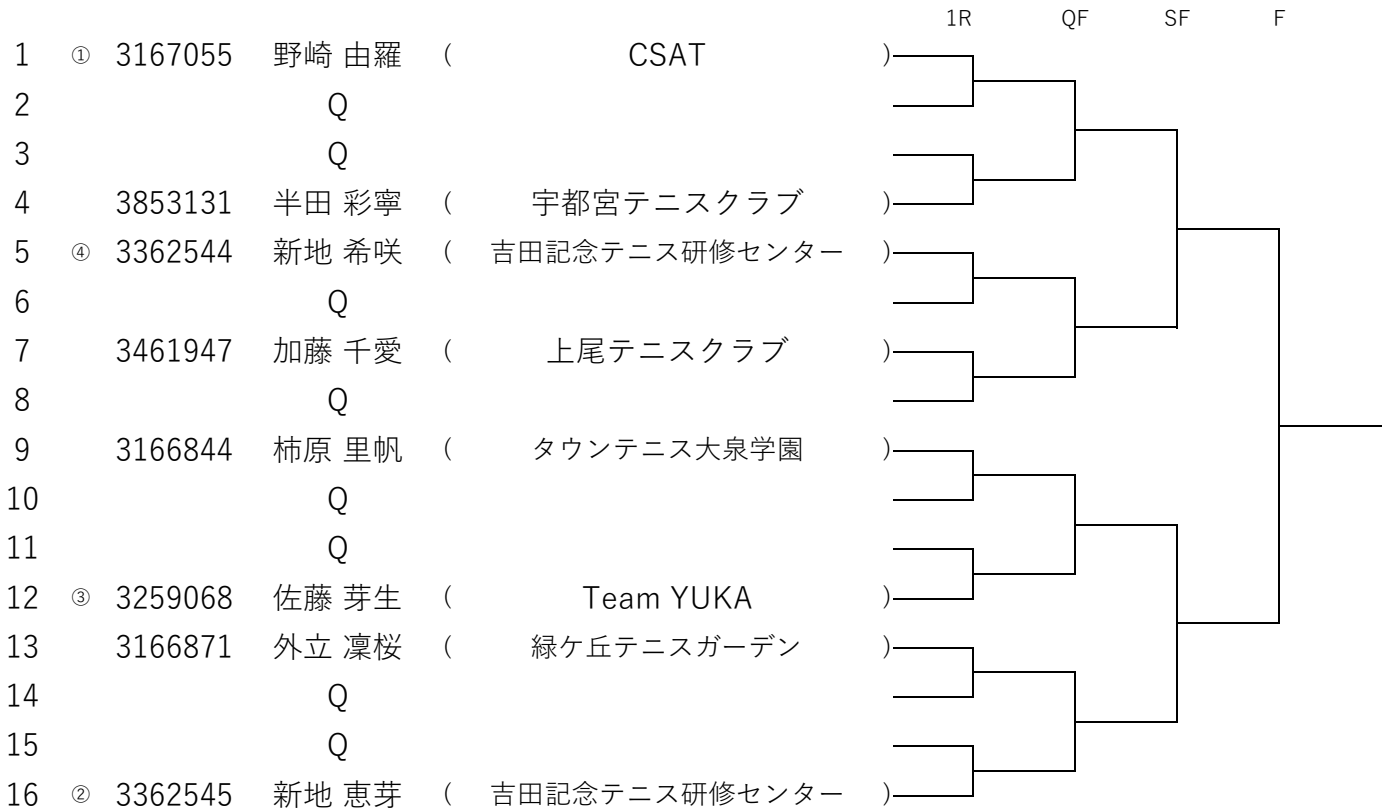 1R QF SF F
1 ① 3167055 野崎 由羅 ( CSAT )
2 Q
3 Q
4 3853131 半田 彩寧 ( 宇都宮テニスクラブ )
5 ④ 3362544 新地 希咲 ( 吉田記念テニス研修センター )
6 Q
7 3461947 加藤 千愛 ( 上尾テニスクラブ )
8 Q
9 3166844 柿原 里帆 ( タウンテニス大泉学園 )
10 Q
11 Q
12 ③ 3259068 佐藤 芽生 ( Team YUKA )
13 3166871 外立 凜桜 ( 緑ケ丘テニスガーデン )
14 Q
15 Q
16 ② 3362545 新地 恵芽 ( 吉田記念テニス研修センター )